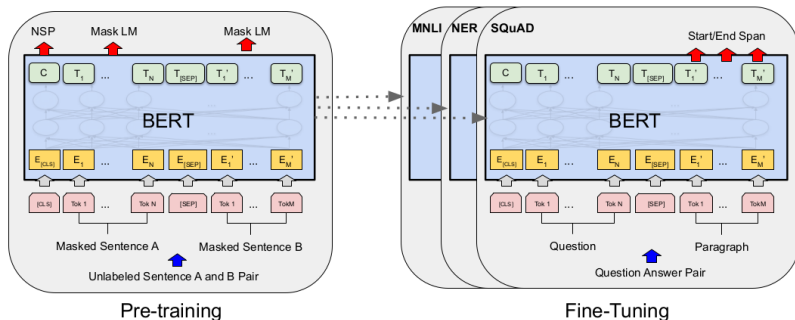 NSP Mask LM Mask LM
C T1 ... TN T[SEP] T1' ... TM'
BERT
E[CLS] E1 ... EN E[SEP] E1' ... EM'
[CLS] Tok 1 ... Tok N [SEP] Tok 1 ... TokM
Masked Sentence A Masked Sentence B
Unlabeled Sentence A and B Pair
Pre-training
MNLI NER SQuAD
Start/End Span
C T1 ... TN T[SEP] T1' ... TM'
BERT
E[CLS] E1 ... EN E[SEP] E1' ... EM'
[CLS] Tok 1 ... Tok N [SEP] Tok 1 ... TokM
Question Paragraph
Question Answer Pair
Fine-Tuning